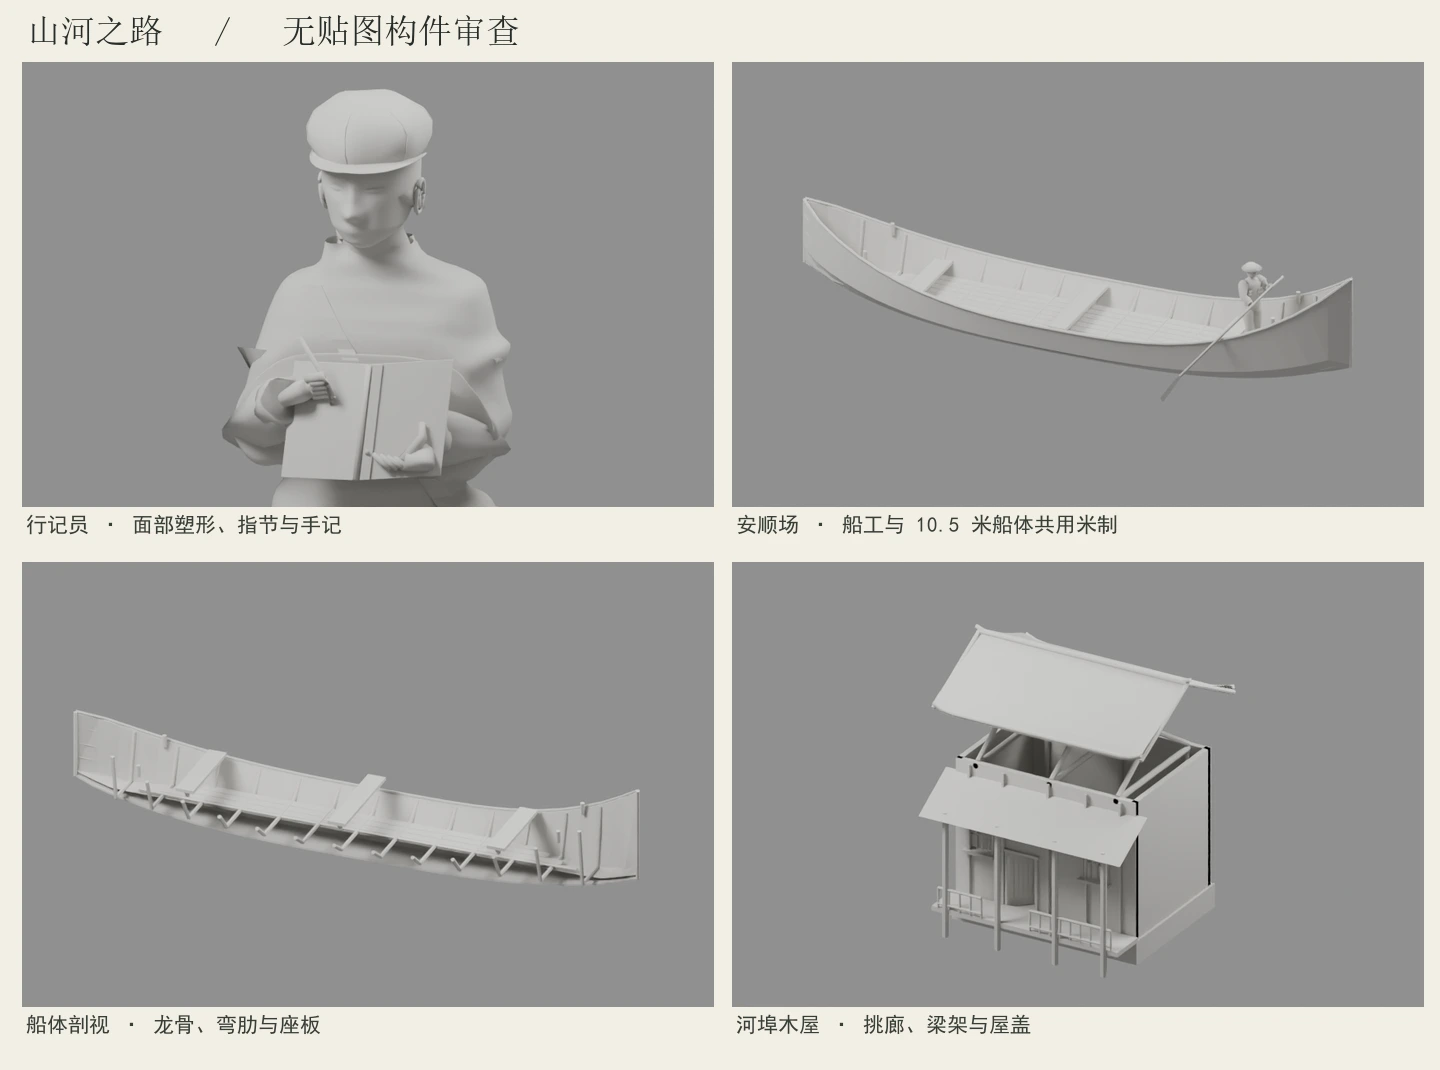 山河之路 / 无贴图构件审查
行记员 · 面部塑形、指节与手记
安顺场 · 船工与 10.5 米船体共用米制
船体剖视 · 龙骨、弯肋与座板
河埠木屋 · 挑廊、梁架与屋盖